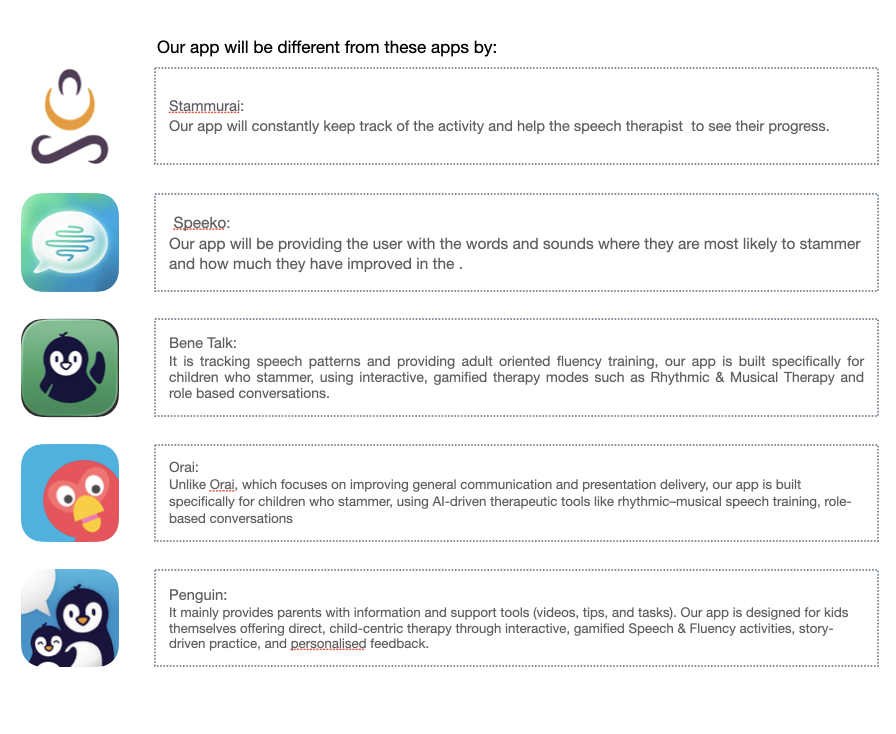 Our app will be different from these apps by:
Stammurai:
Our app will constantly keep track of the activity and help the speech therapist  to see their progress.
Speeko:
Our app will be providing the user with the words and sounds where they are most likely to stammer
and how much they have improved in the .
Bene Talk:
It is tracking speech patterns and providing adult oriented fluency training, our app is built specifically for
children who stammer, using interactive, gamified therapy modes such as Rhythmic & Musical Therapy and
role based conversations.
Orai:
Unlike Orai, which focuses on improving general communication and presentation delivery, our app is built
specifically for children who stammer, using AI-driven therapeutic tools like rhythmic–musical speech training, role-
based conversations
Penguin:
It mainly provides parents with information and support tools (videos, tips, and tasks). Our app is designed for kids
themselves offering direct, child-centric therapy through interactive, gamified Speech & Fluency activities, story-
driven practice, and personalised feedback.